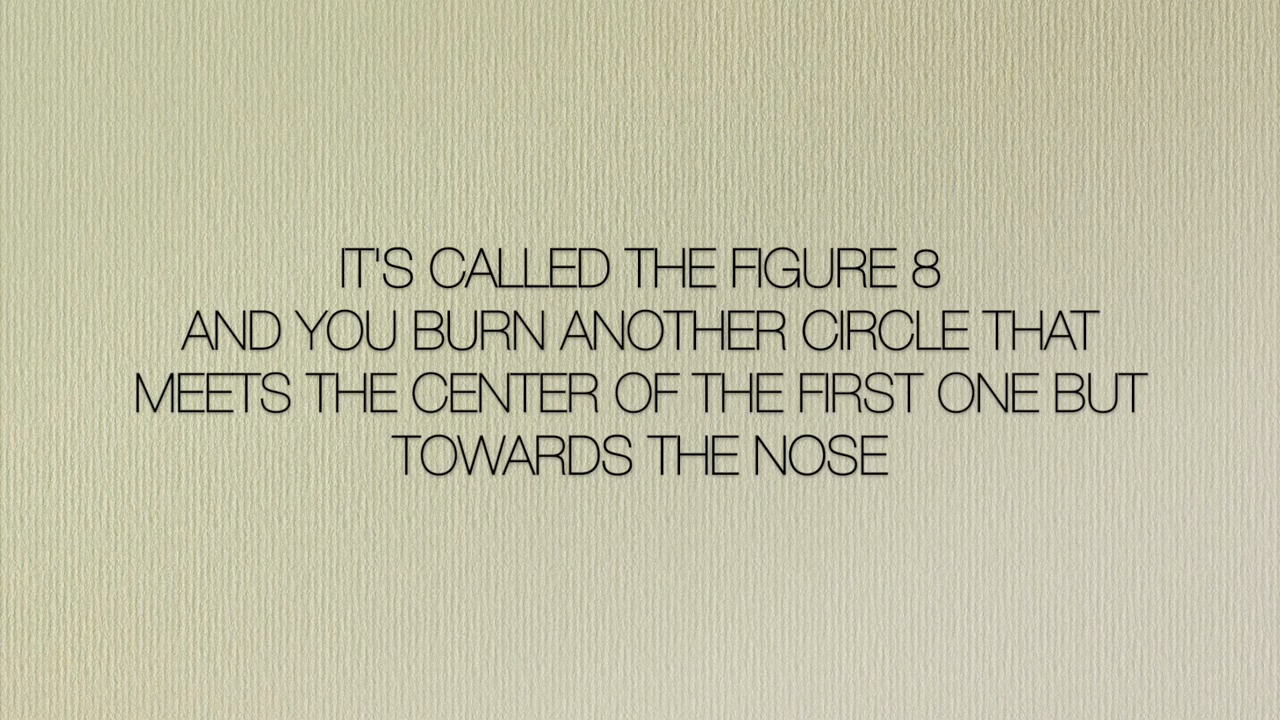 IT'S CALLED THE FIGURE 8
AND YOU BURN ANOTHER CIRCLE THAT
MEETS THE CENTER OF THE FIRST ONE BUT
TOWARDS THE NOSE